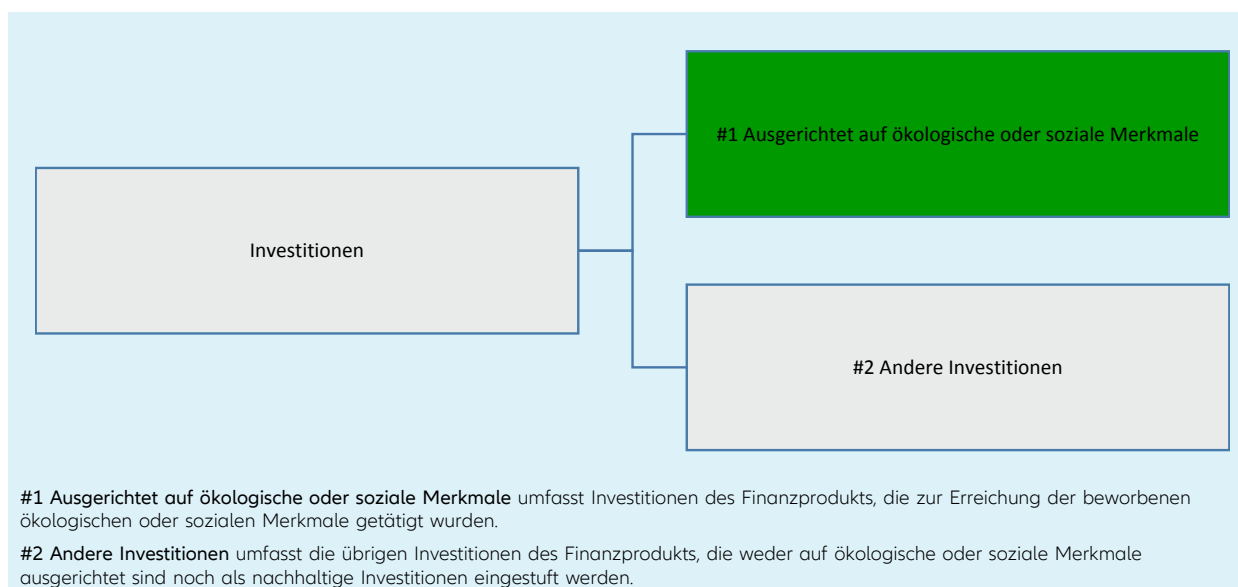 #1 Ausgerichtet auf ökologische oder soziale Merkmale
Investitionen
#2 Andere Investitionen
#1 Ausgerichtet auf ökologische oder soziale Merkmale umfasst Investitionen des Finanzprodukts, die zur Erreichung der beworbenen
ökologischen oder sozialen Merkmale getätigt wurden.
#2 Andere Investitionen umfasst die übrigen Investitionen des Finanzprodukts, die weder auf ökologische oder soziale Merkmale
ausgerichtet sind noch als nachhaltige Investitionen eingestuft werden.